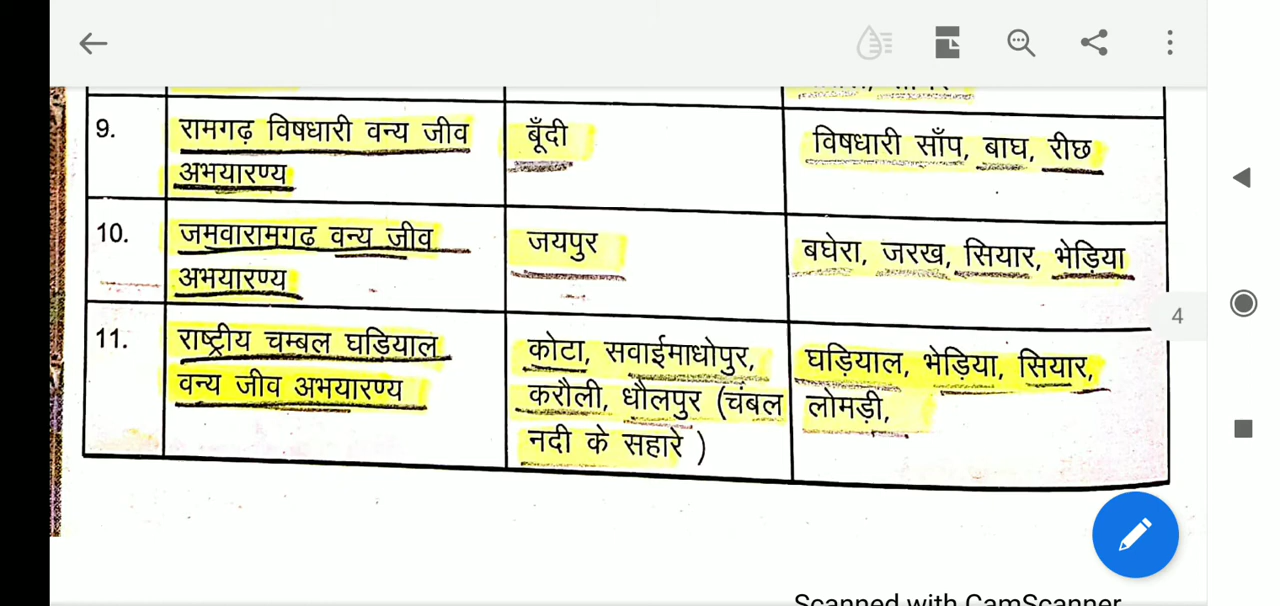 9.
रामगढ़ विषधारी वन्य जीव
अभयारण्य
बूँदी
विषधारी साँप, बाघ, रीछ
10.
जमवारामगढ वन्य जीव
अभयारण्य
जयपुर
बघेरा, जरख, सियार, भेड़िया
11.
राष्ट्रीय चम्बल घड़ियाल
वन्य जीव अभयारण्य
कोटा, सवाईमाधोपुर,
करौली, धौलपुर (चंबल
नदी के सहारे )
घड़ियाल, भेड़िया, सियार,
लोमड़ी,
4
Scanned with CamScanner